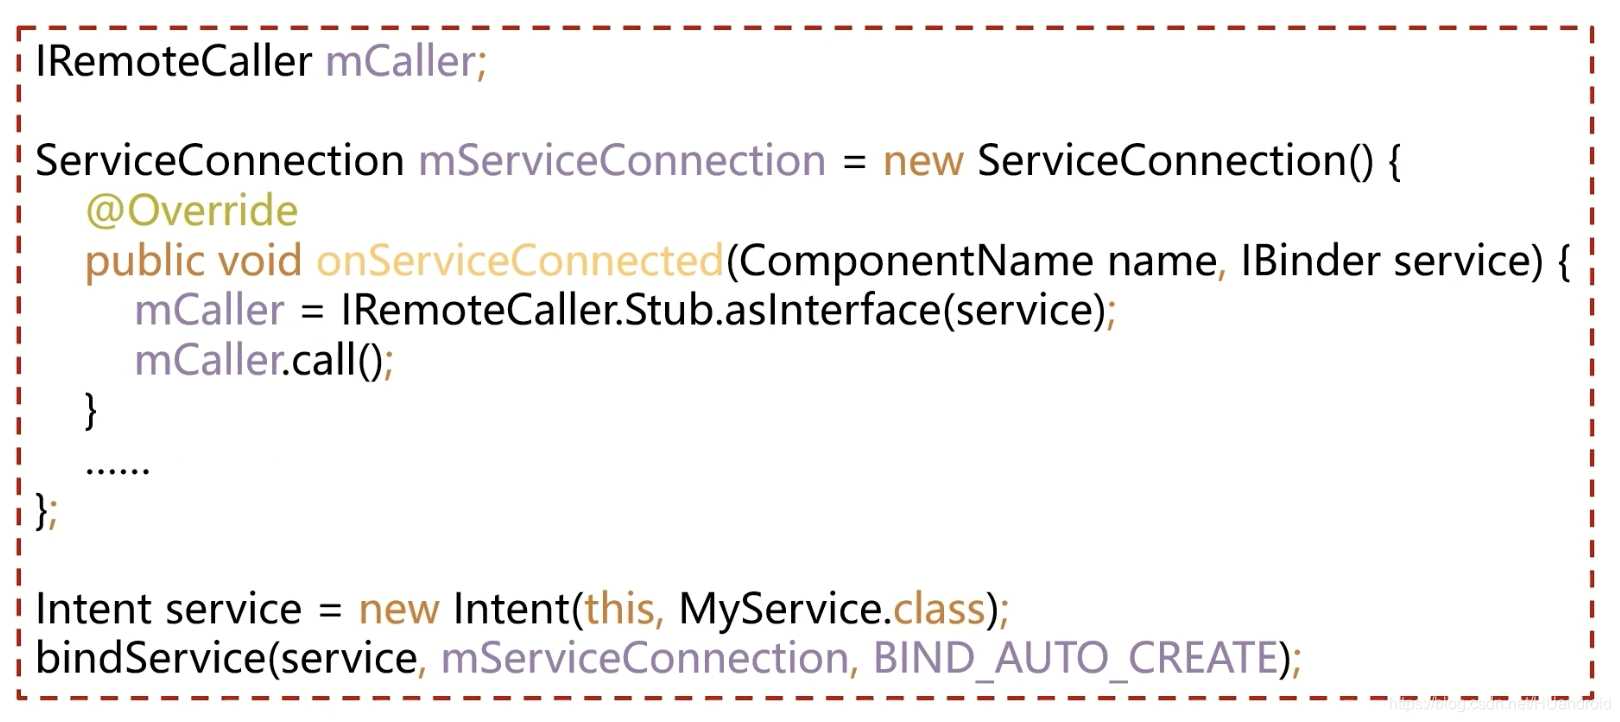 IRemoteCaller mCaller;
ServiceConnection mServiceConnection = new ServiceConnection() {
@Override
public void onServiceConnected(ComponentName name, IBinder service) {
mCaller = IRemoteCaller.Stub.asInterface(service);
mCaller.call();
}
......
};
Intent service = new Intent(this, MyService.class);
bindService(service, mServiceConnection, BIND_AUTO_CREATE);
https://blog.csdn.net/HUandroid